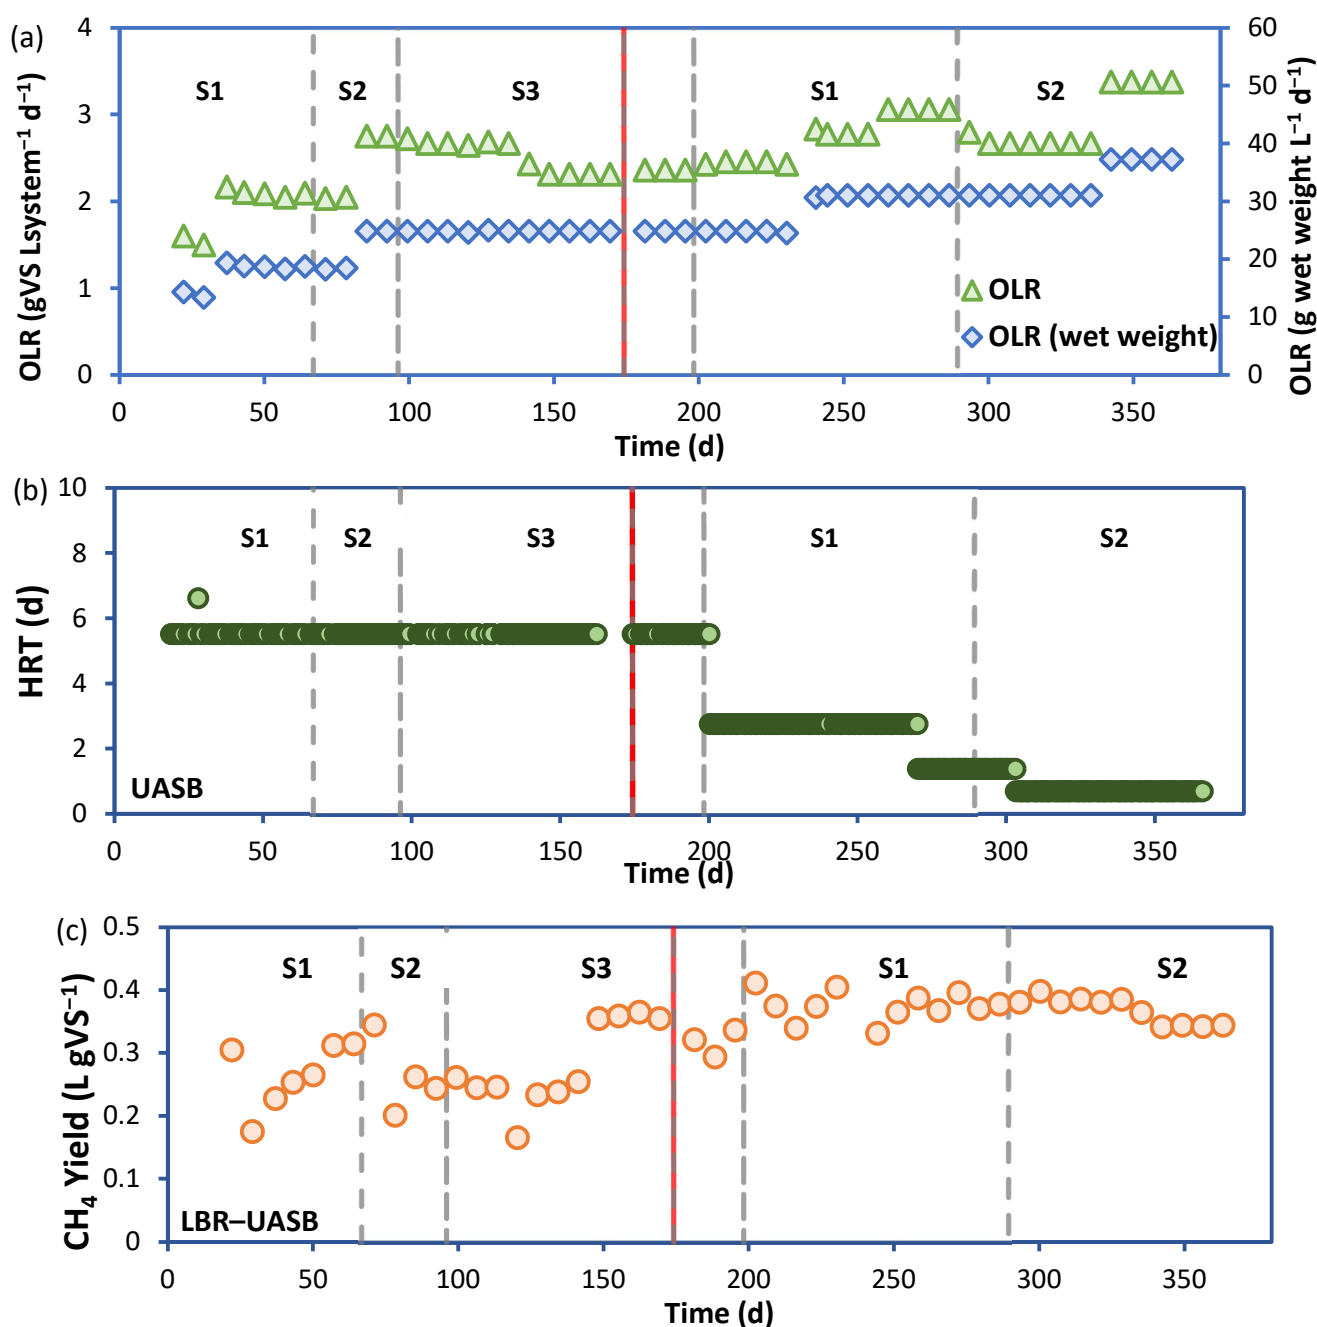 (a)
OLR (gVS Lsystem⁻¹ d⁻¹)
4
3
2
1
0
S1
S2
S3
S1
S2
60
50
40
30
20
10
0
OLR (g wet weight L⁻¹ d⁻¹)
OLR
OLR (wet weight)
0 50 100 150 200 250 300 350
Time (d)
(b)
HRT (d)
10
8
6
4
2
0
S1
S2
S3
S1
S2
UASB
0 50 100 150 200 250 300 350
Time (d)
(c)
CH₄ Yield (L gVS⁻¹)
0.5
0.4
0.3
0.2
0.1
0
S1
S2
S3
S1
S2
LBR–UASB
0 50 100 150 200 250 300 350
Time (d)